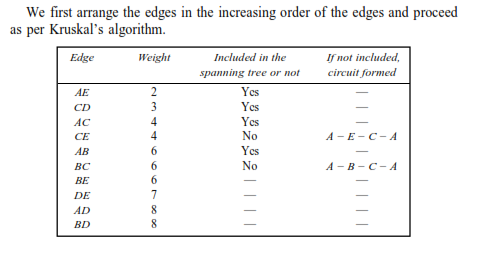 We first arrange the edges in the increasing order of the edges and proceed
as per Kruskal's algorithm.
Edge Weight Included in the If not included,
spanning tree or not circuit formed
AE 2 Yes —
CD 3 Yes —
AC 4 Yes —
CE 4 No A – E – C – A
AB 6 Yes —
BC 6 No A – B – C – A
BE 6 — —
DE 7 — —
AD 8 — —
BD 8 — —